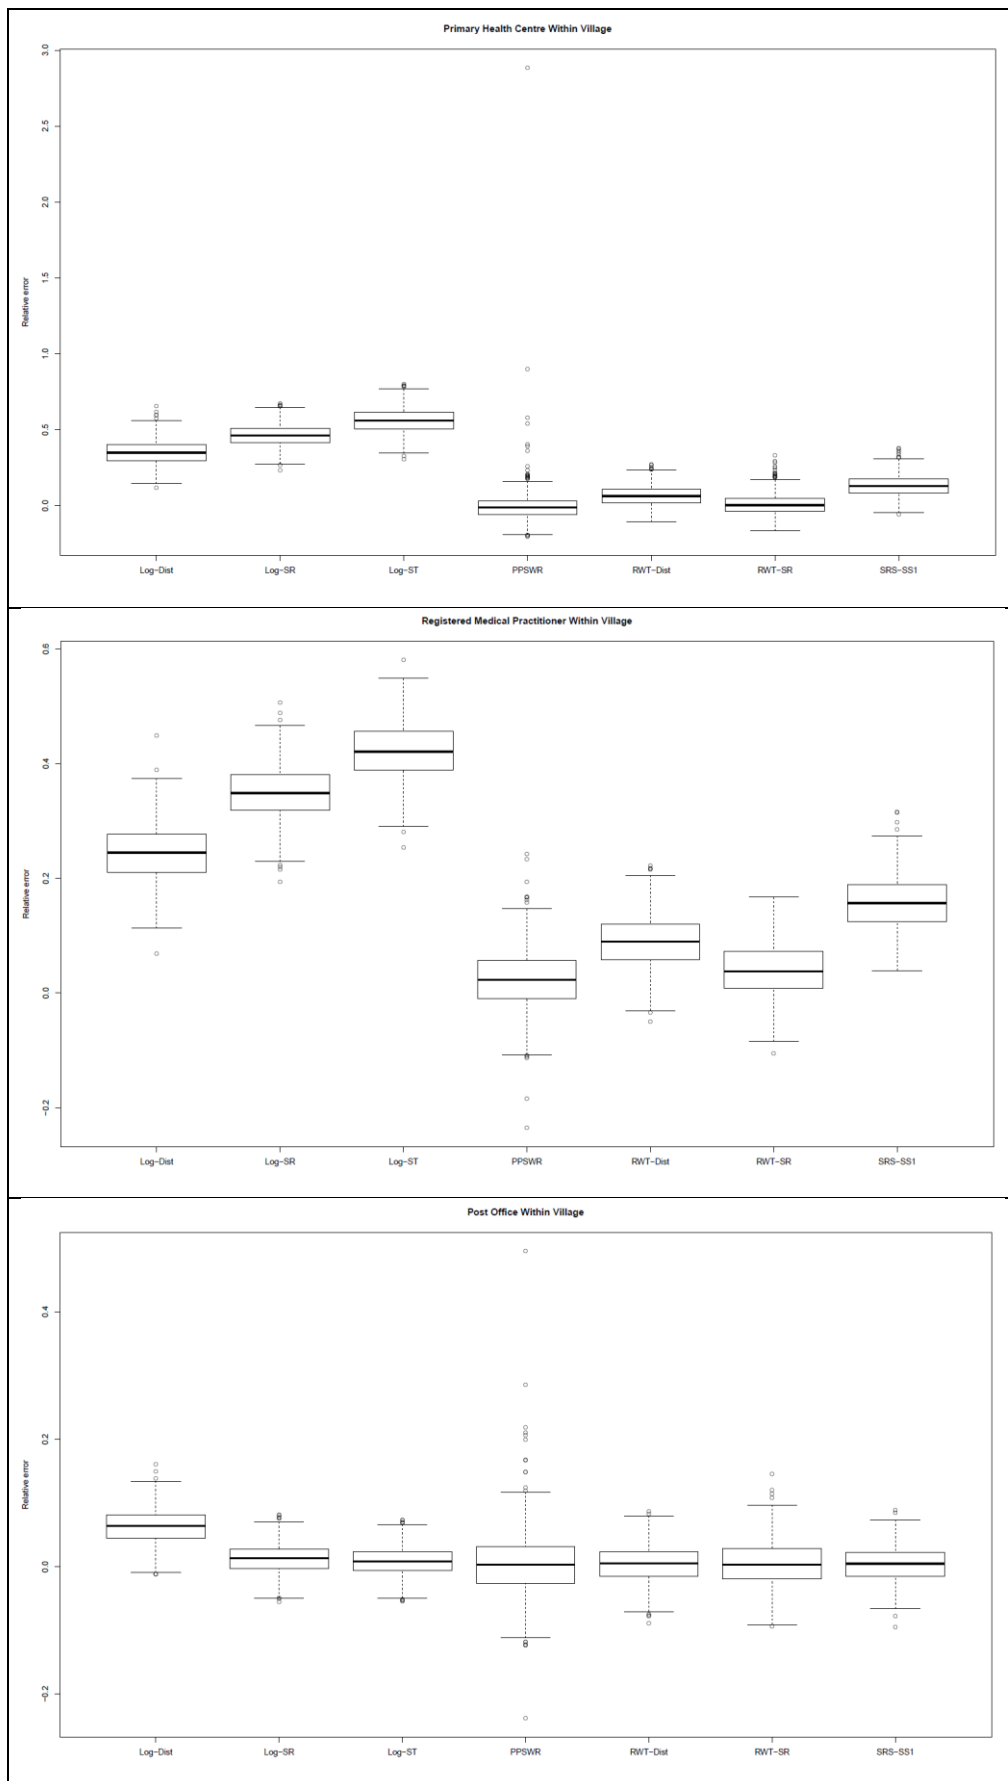 Primary Health Centre Within Village
3.0
2.5
2.0
1.5
1.0
0.5
0.0
Relative error
Log-Dist Log-SR Log-ST PPSWR RWT-Dist RWT-SR SRS-SS1
Registered Medical Practitioner Within Village
0.6
0.4
0.2
0.0
-0.2
Relative error
Log-Dist Log-SR Log-ST PPSWR RWT-Dist RWT-SR SRS-SS1
Post Office Within Village
0.4
0.2
0.0
-0.2
Relative error
Log-Dist Log-SR Log-ST PPSWR RWT-Dist RWT-SR SRS-SS1